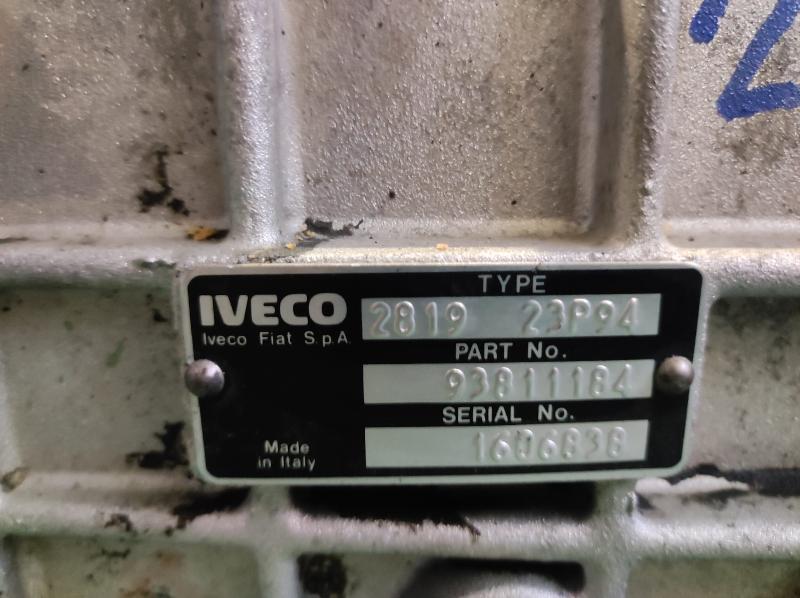 TYPE
IVECO 2819 23P94
Iveco Fiat S.p.A.
PART No.
93811184
SERIAL No.
1606838
Made
in Italy